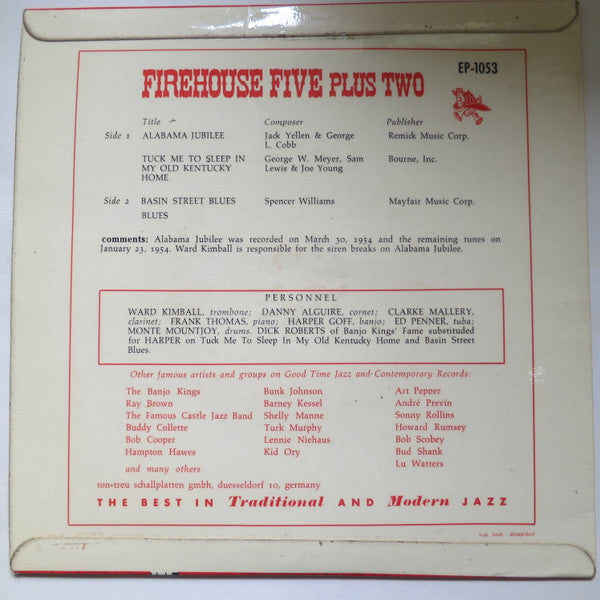 EP-1053
FIREHOUSE FIVE PLUS TWO
Title Composer Publisher
Side 1 ALABAMA JUBILEE Jack Yellen & George L. Cobb Remick Music Corp.
TUCK ME TO SLEEP IN MY OLD KENTUCKY HOME George W. Meyer, Sam Lewis & Joe Young Bourne, Inc.
Side 2 BASIN STREET BLUES Spencer Williams Mayfair Music Corp.
BLUES
comments: Alabama Jubilee was recorded on March 30, 1954 and the remaining tunes on
January 23, 1954. Ward Kimball is responsible for the siren breaks on Alabama Jubilee.
PERSONNEL
WARD KIMBALL, trombone; DANNY ALGUIRE, cornet; CLARKE MALLERY,
clarinet; FRANK THOMAS, piano; HARPER GOFF, banjo; ED PENNER, tuba;
MONTE MOUNTJOY, drums. DICK ROBERTS of Banjo Kings' Fame substituded
for HARPER on Tuck Me To Sleep In My Old Kentucky Home and Basin Street
Blues.
Other famous artists and groups on Good Time Jazz and Contemporary Records:
The Banjo Kings Bunk Johnson Art Pepper
Ray Brown Barney Kessel André Previn
The Famous Castle Jazz Band Shelly Manne Sonny Rollins
Buddy Collette Turk Murphy Howard Rumsey
Bob Cooper Lennie Niehaus Bob Scobey
Hampton Hawes Kid Ory Bud Shank
Lu Watters
and many others
ton-treu schallplatten gmbh, duesseldorf 10, germany
THE BEST IN Traditional AND Modern JAZZ